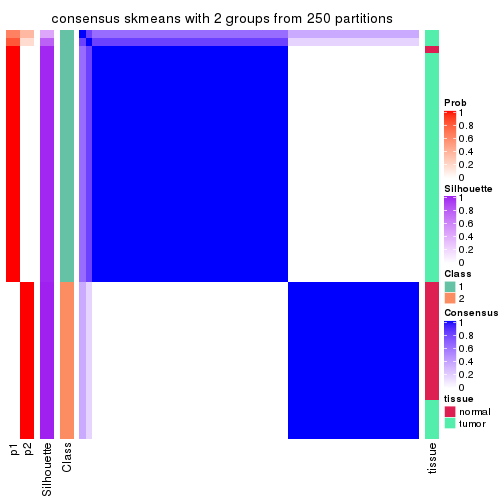 consensus skmeans with 2 groups from 250 partitions
Prob
1
0.8
0.6
0.4
0.2
0
Silhouette
1
0.8
0.6
0.4
0.2
0
Class
1
2
Consensus
1
0.8
0.6
0.4
0.2
0
tissue
normal
tumor
p1
p2
Silhouette
Class
tissue